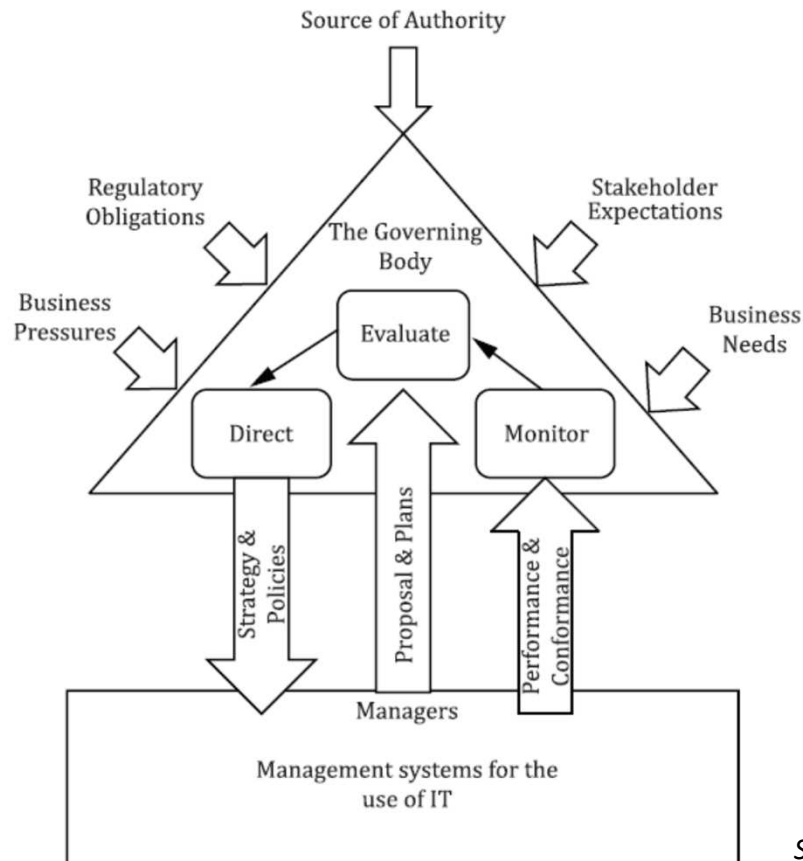 Source of Authority
Regulatory
Obligations
Stakeholder
Expectations
The Governing
Body
Business
Pressures
Business
Needs
Evaluate
Direct
Monitor
Strategy &
Policies
Proposal & Plans
Performance &
Conformance
Managers
Management systems for the
use of IT
S